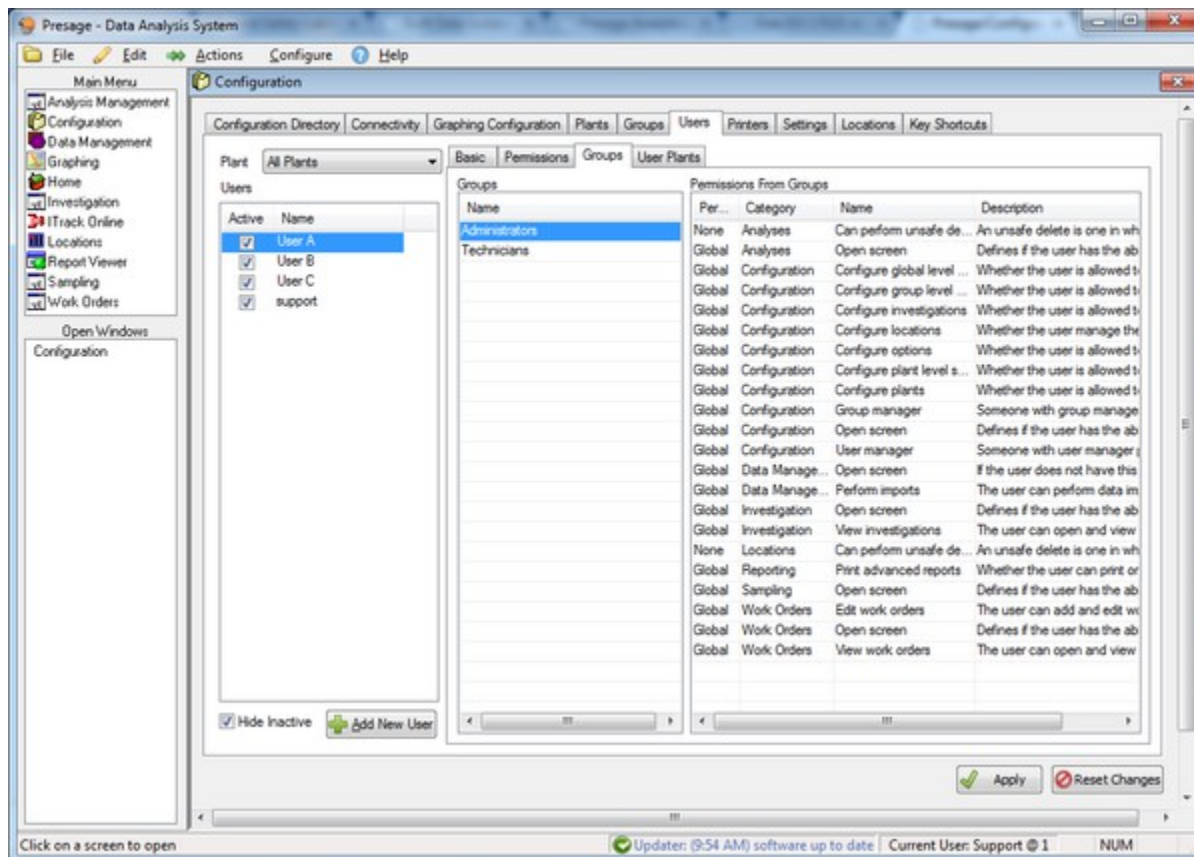 Presage - Data Analysis System
File Edit Actions Configure Help
Main Menu
Analysis Management
Configuration
Data Management
Graphing
Home
Investigation
ITrack Online
Locations
Report Viewer
Sampling
Work Orders
Open Windows
Configuration
Configuration
Configuration Directory Connectivity Graphing Configuration Plants Groups Users Printers Settings Locations Key Shortcuts
Plant All Plants
Users
Active Name
User A
User B
User C
support
Hide Inactive Add New User
Basic Permissions Groups User Plants
Groups
Name
Administrators
Technicians
Permissions From Groups
Per... Category Name Description
None Analyses Can perform unsafe de... An unsafe delete is one in wh
Global Analyses Open screen Defines if the user has the ab
Global Configuration Configure global level ... Whether the user is allowed t
Global Configuration Configure group level ... Whether the user is allowed t
Global Configuration Configure investigations Whether the user is allowed t
Global Configuration Configure locations Whether the user manage the
Global Configuration Configure options Whether the user is allowed t
Global Configuration Configure plant level s... Whether the user is allowed t
Global Configuration Configure plants Whether the user is allowed t
Global Configuration Group manager Someone with group manage
Global Configuration Open screen Defines if the user has the ab
Global Configuration User manager Someone with user manager
Global Data Manage... Open screen If the user does not have this
Global Data Manage... Perform imports The user can perform data im
Global Investigation Open screen Defines if the user has the ab
Global Investigation View investigations The user can open and view
None Locations Can perform unsafe de... An unsafe delete is one in wh
Global Reporting Print advanced reports Whether the user can print or
Global Sampling Open screen Defines if the user has the ab
Global Work Orders Edit work orders The user can add and edit wo
Global Work Orders Open screen Defines if the user has the ab
Global Work Orders View work orders The user can open and view
Apply Reset Changes
Click on a screen to open Updater: (9:54 AM) software up to date Current User: Support @ 1 NUM